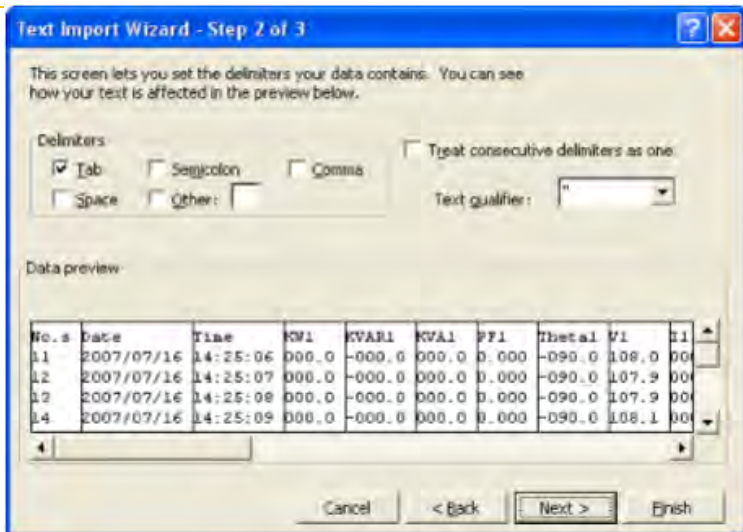 Text Import Wizard - Step 2 of 3
This screen lets you set the delimiters your data contains. You can see
how your text is affected in the preview below.
Delimiters
Tab Semicolon Comma
Space Other:
Treat consecutive delimiters as one
Text qualifier: "
Data preview
No.s Date Time KW1 KVAR1 KVA1 PF1 Theta1 V1 I1
11 2007/07/16 14:25:06 000.0 -000.0 000.0 0.000 -090.0 108.0 00
12 2007/07/16 14:25:07 000.0 -000.0 000.0 0.000 -090.0 107.9 00
13 2007/07/16 14:25:08 000.0 -000.0 000.0 0.000 -090.0 107.9 00
14 2007/07/16 14:25:09 000.0 -000.0 000.0 0.000 -090.0 108.1 00
Cancel < Back Next > Finish